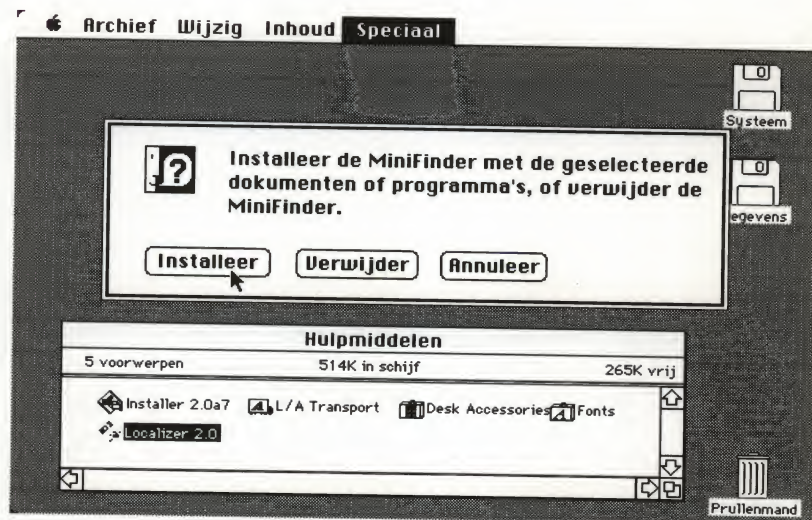 Archief Wijzig Inhoud Speciaal
Systeem
Installeer de MiniFinder met de geselecteerde
dokumenten of programma's, of verwijder de
MiniFinder.
egevens
Installeer Verwijder Annuleer
Hulpmiddelen
5 voorwerpen 514K in schijf 265K vrij
Installer 2.0a7 L/A Transport Desk Accessories Fonts
Localizer 2.0
Prullenmand